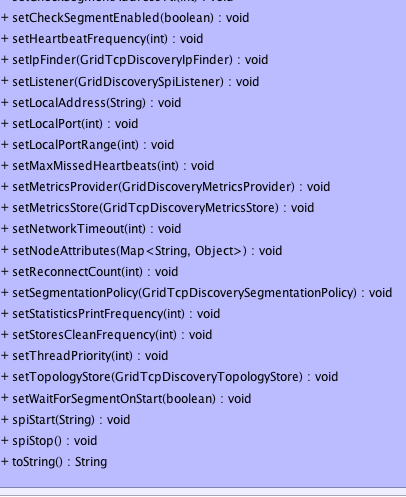 + setCheckSegmentEnabled(boolean) : void
+ setHeartbeatFrequency(int) : void
+ setIpFinder(GridTcpDiscoveryIpFinder) : void
+ setListener(GridDiscoverySpiListener) : void
+ setLocalAddress(String) : void
+ setLocalPort(int) : void
+ setLocalPortRange(int) : void
+ setMaxMissedHeartbeats(int) : void
+ setMetricsProvider(GridDiscoveryMetricsProvider) : void
+ setMetricsStore(GridTcpDiscoveryMetricsStore) : void
+ setNetworkTimeout(int) : void
+ setNodeAttributes(Map<String, Object>) : void
+ setReconnectCount(int) : void
+ setSegmentationPolicy(GridTcpDiscoverySegmentationPolicy) : void
+ setStatisticsPrintFrequency(int) : void
+ setStoresCleanFrequency(int) : void
+ setThreadPriority(int) : void
+ setTopologyStore(GridTcpDiscoveryTopologyStore) : void
+ setWaitForSegmentOnStart(boolean) : void
+ spiStart(String) : void
+ spiStop() : void
+ toString() : String